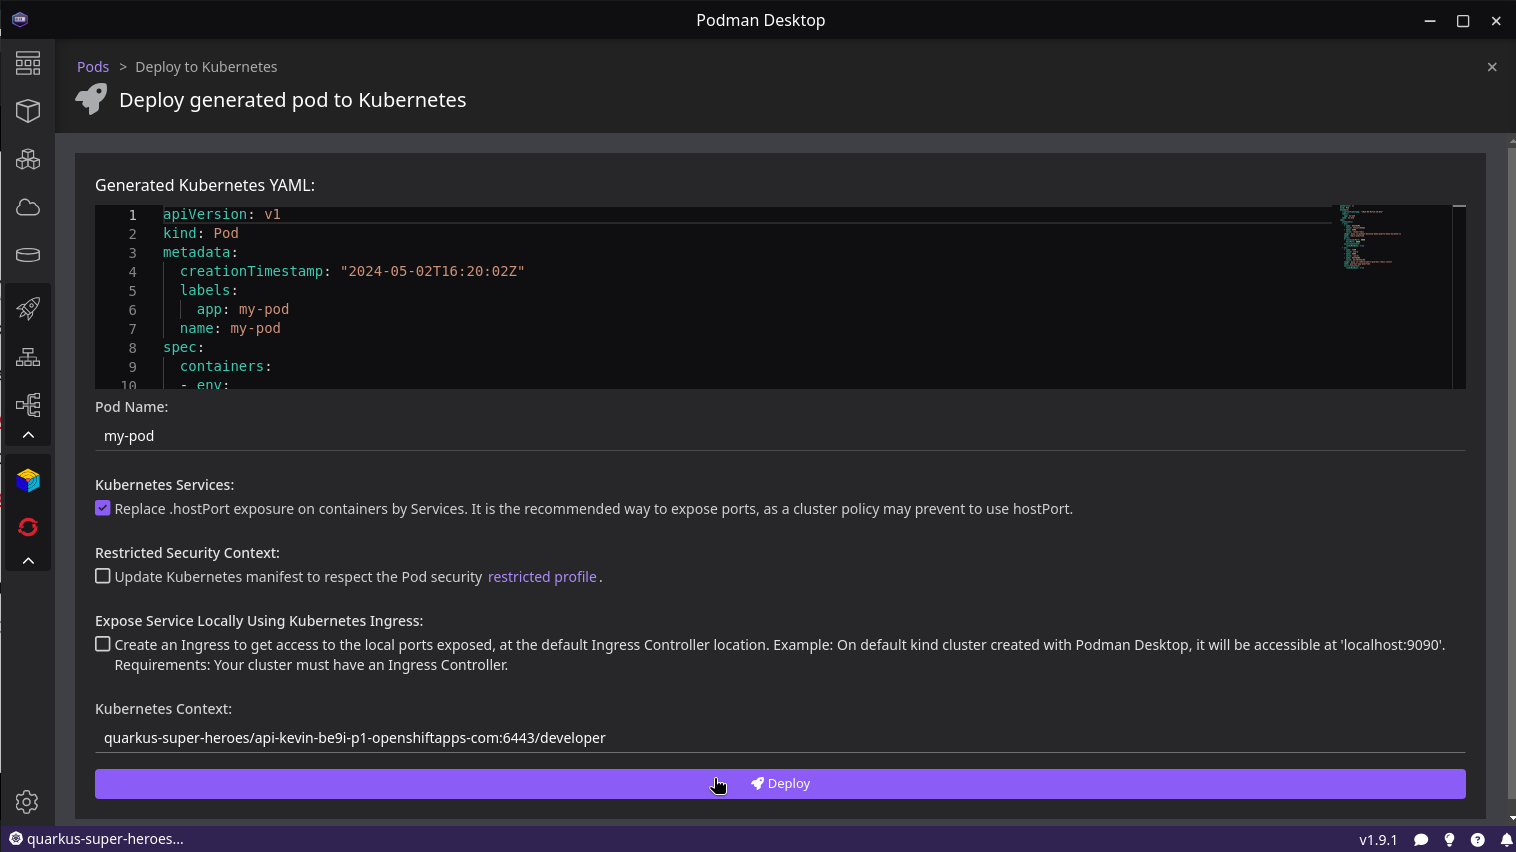 Podman Desktop
Pods > Deploy to Kubernetes
Deploy generated pod to Kubernetes
Generated Kubernetes YAML:
1 apiVersion: v1
2 kind: Pod
3 metadata:
4 creationTimestamp: "2024-05-02T16:20:02Z"
5 labels:
6 app: my-pod
7 name: my-pod
8 spec:
9 containers:
10 - env:
Pod Name:
my-pod
Kubernetes Services:
Replace .hostPort exposure on containers by Services. It is the recommended way to expose ports, as a cluster policy may prevent to use hostPort.
Restricted Security Context:
Update Kubernetes manifest to respect the Pod security restricted profile .
Expose Service Locally Using Kubernetes Ingress:
Create an Ingress to get access to the local ports exposed, at the default Ingress Controller location. Example: On default kind cluster created with Podman Desktop, it will be accessible at 'localhost:9090'.
Requirements: Your cluster must have an Ingress Controller.
Kubernetes Context:
quarkus-super-heroes/api-kevin-be9i-p1-openshiftapps-com:6443/developer
Deploy
quarkus-super-heroes...
v1.9.1